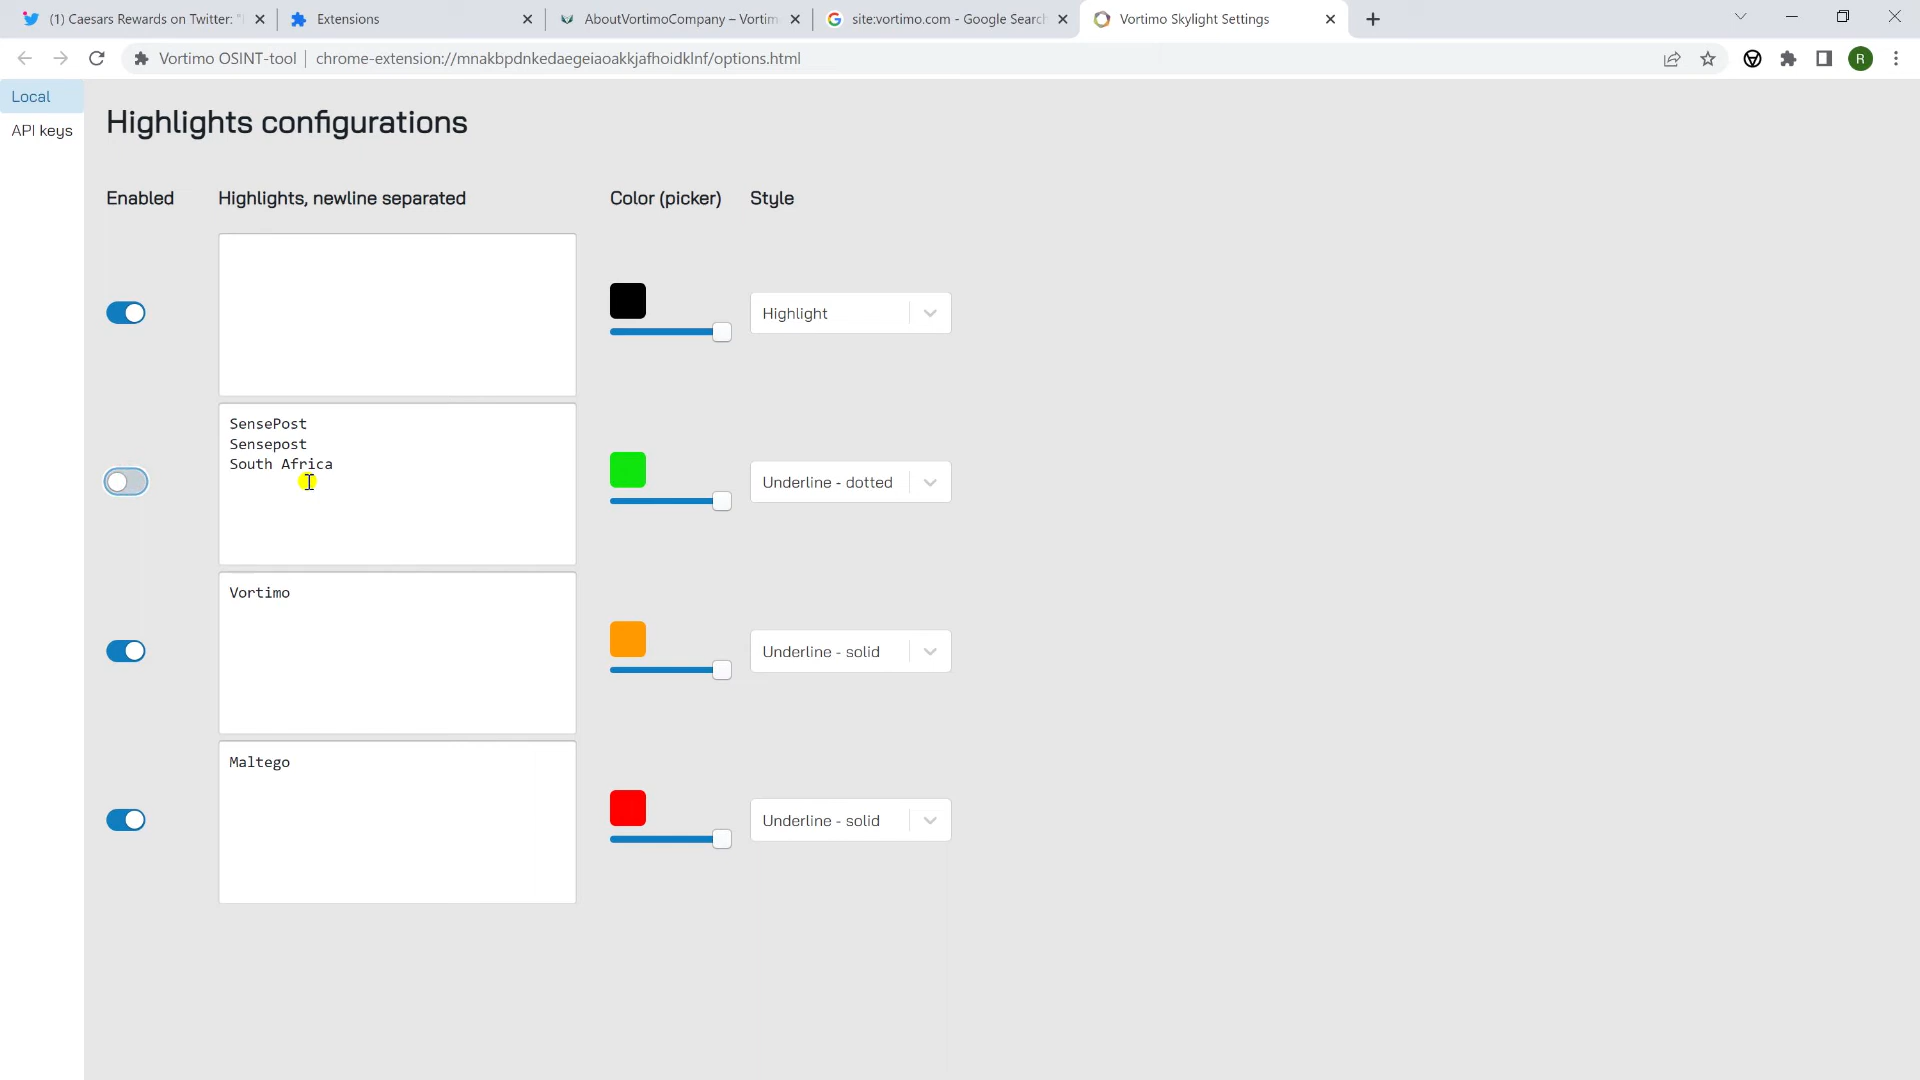 (1) Caesars Rewards on Twitter: "
Extensions
AboutVortimoCompany – Vortim
site:vortimo.com - Google Search
Vortimo Skylight Settings
Vortimo OSINT-tool
chrome-extension://mnakbpdnkedaegeiaoakkjafhoidklnf/options.html
R
Local
API keys
Highlights configurations
Enabled
Highlights, newline separated
Color (picker)
Style
Highlight
SensePost
Sensepost
South Africa
Underline - dotted
Vortimo
Underline - solid
Maltego
Underline - solid